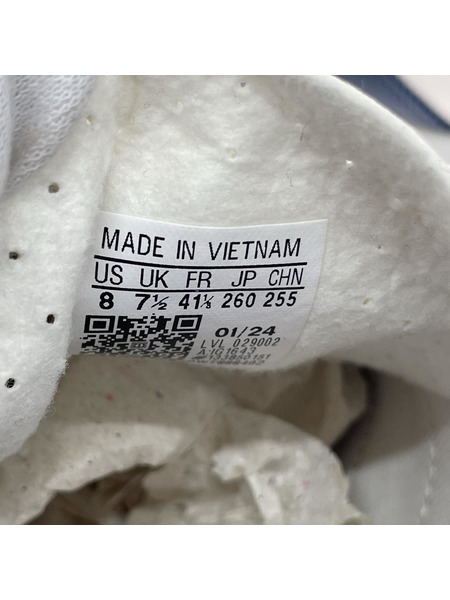 MADE IN VIETNAM
US UK FR JP CHN
8 7½ 41⅓ 260 255
01/24
LVL 029002
A:IG1643